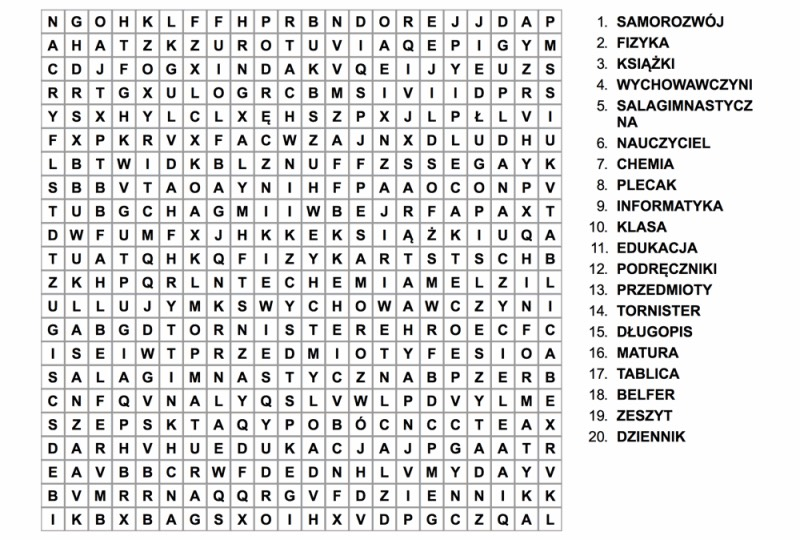 N G O H K L F F H P R B N D O R E J J D A P
A H A T Z K Z U R O T U V I A Q E P I G Y M
C D J F O G X I N D A K V Q E I J Y E U Z S
R R T G X U L O G R C B M S I V I I D P R S
Y S X H Y L C L X Ę H S Z P X J L P Ł L V I
F X P K R V X F A C W Z A J N X D L U D H U
L B T W I D K B L Z N U F F Z S S E G A Y K
S B B V T A O A Y N I H F P A A O C O N P V
T U B G C H A G M I I W B E J R F A P A X T
D W F U M F X J H K K E K S I Ą Ż K I U Q A
T U A T Q H K Q F I Z Y K A R T S T S C H B
Z K H P Q R L N T E C H E M I A M E L Z I L
U L L U J Y M K S W Y C H O W A W C Z Y N I
G A B G D T O R N I S T E R E H R O E C F C
I S E I W T P R Z E D M I O T Y F E S I O A
S A L A G I M N A S T Y C Z N A B P Z E R B
C N F Q V N A L Y Q S L V W L P D V Y L M E
S Z E P S K T A Q Y P O B Ó C N C C T E A X
D A R H V H U E D U K A C J A J P G A A T R
E A V B B C R W F D E D N H L V M Y D A Y V
B V M R R N A Q Q R G V F D Z I E N N I K K
I K B X B A G S X O I H X V D P G C Z Q A L
1. SAMOROZWÓJ
2. FIZYKA
3. KSIĄŻKI
4. WYCHOWAWCZYNI
5. SALAGIMNASTYCZ
NA
6. NAUCZYCIEL
7. CHEMIA
8. PLECAK
9. INFORMATYKA
10. KLASA
11. EDUKACJA
12. PODRĘCZNIKI
13. PRZEDMIOTY
14. TORNISTER
15. DŁUGOPIS
16. MATURA
17. TABLICA
18. BELFER
19. ZESZYT
20. DZIENNIK